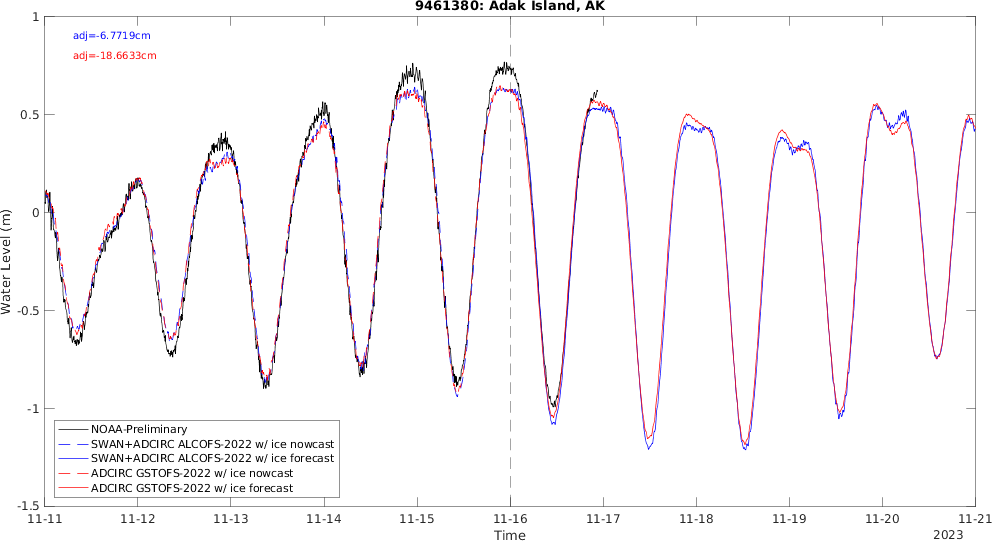 9461380: Adak Island, AK
adj=-6.7719cm
adj=-18.6633cm
1
0.5
0
-0.5
-1
-1.5
Water Level (m)
NOAA-Preliminary
SWAN+ADCIRC ALCOFS-2022 w/ ice nowcast
SWAN+ADCIRC ALCOFS-2022 w/ ice forecast
ADCIRC GSTOFS-2022 w/ ice nowcast
ADCIRC GSTOFS-2022 w/ ice forecast
11-11 11-12 11-13 11-14 11-15 11-16 11-17 11-18 11-19 11-20 11-21
Time
2023